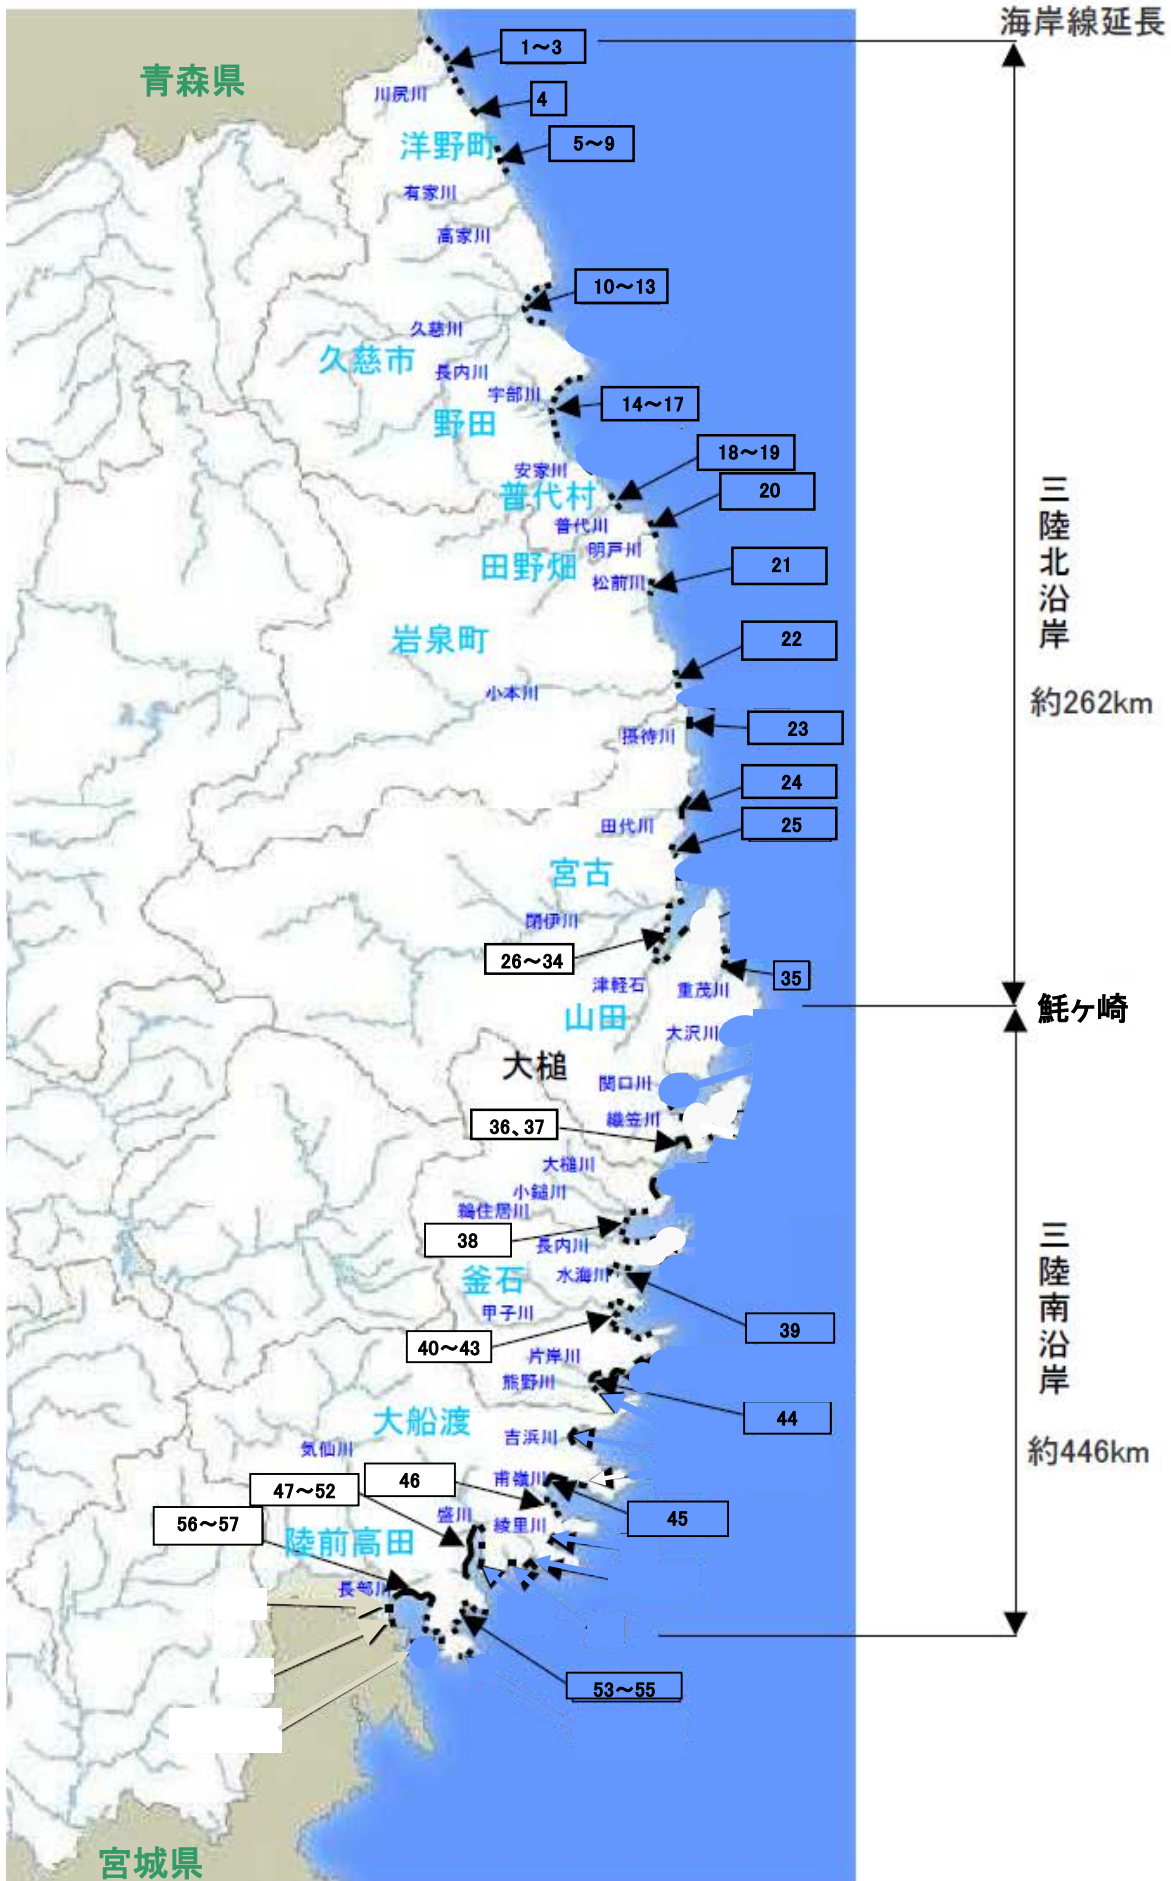 海岸線延長
1～3
青森県
川尻川
4
洋野町
5～9
有家川
高家川
10～13
久慈川
久慈市
長内川
宇部川
14～17
野田
18～19
安家川
普代村
20
三陸北沿岸
普代川
明戸川
田野畑
21
松前川
岩泉町
22
小本川
約262km
23
摂待川
24
田代川
25
宮古
閉伊川
26～34
35
津軽石
重茂川
魹ヶ崎
山田
大沢川
大槌
関口川
織笠川
36、37
大槌川
小鎚川
鵜住居川
38
長内川
三陸南沿岸
釜石
水海川
甲子川
39
40～43
片岸川
熊野川
44
大船渡
吉浜川
気仙川
約446km
甫嶺川
46
47～52
盛川
綾里川
45
56～57
陸前高田
長部川
53～55
宮城県